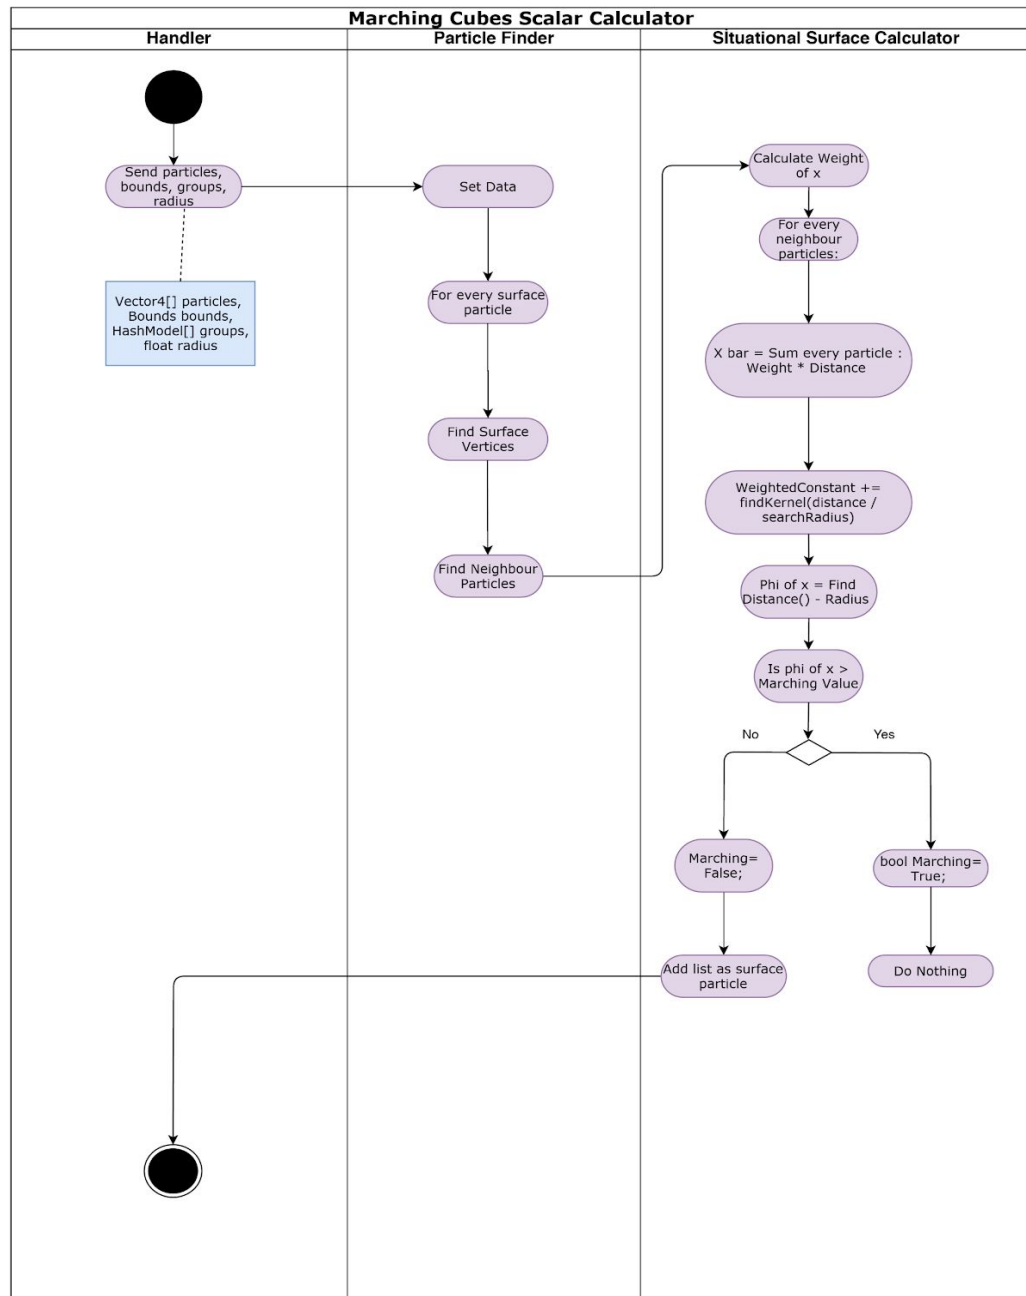 Marching Cubes Scalar Calculator
Handler
Particle Finder
Situational Surface Calculator
Send particles,
bounds, groups,
radius
Vector4[] particles,
Bounds bounds,
HashModel[] groups,
float radius
Set Data
For every surface
particle
Find Surface
Vertices
Find Neighbour
Particles
Calculate Weight
of x
For every
neighbour
particles:
X bar = Sum every particle :
Weight * Distance
WeightedConstant +=
findKernel(distance /
searchRadius)
Phi of x = Find
Distance() - Radius
Is phi of x >
Marching Value
No
Yes
Marching=
False;
bool Marching=
True;
Add list as surface
particle
Do Nothing